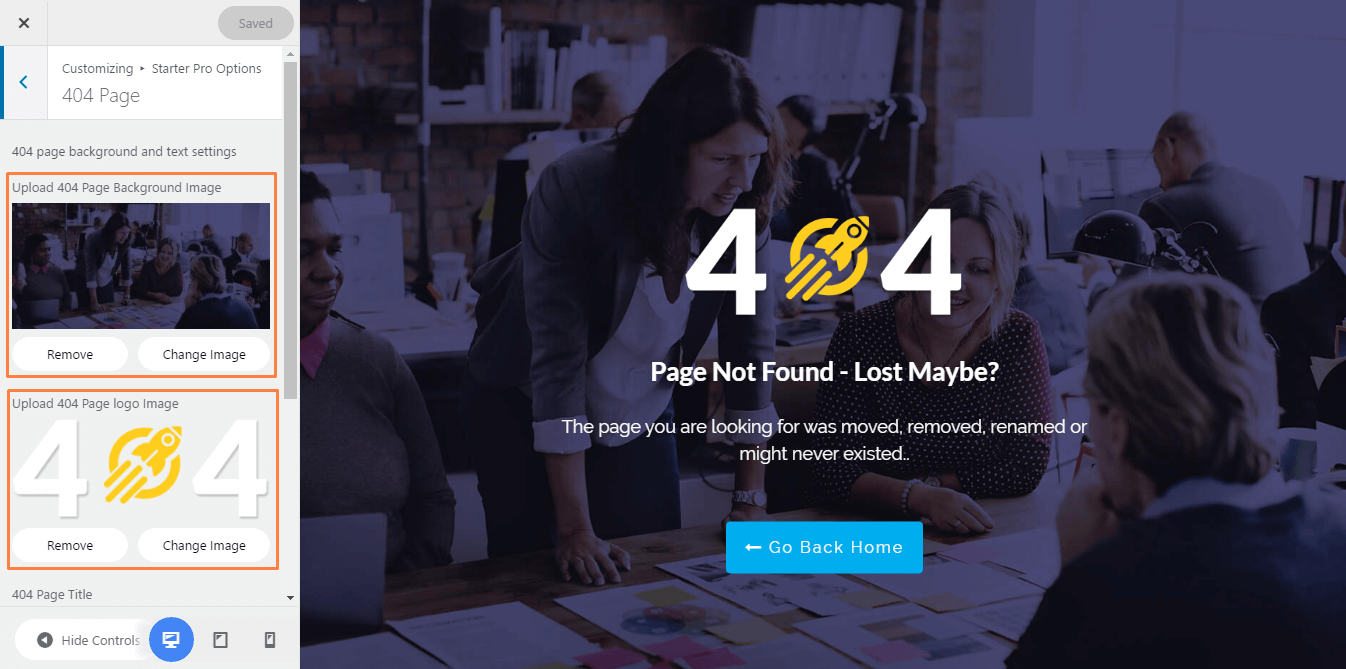 Saved
Customizing ▸ Starter Pro Options
404 Page
404 page background and text settings
Upload 404 Page Background Image
Remove
Change Image
Upload 404 Page logo Image
4 4
Remove
Change Image
404 Page Title
Hide Controls
4 4
Page Not Found - Lost Maybe?
The page you are looking for was moved, removed, renamed or
might never existed..
Go Back Home